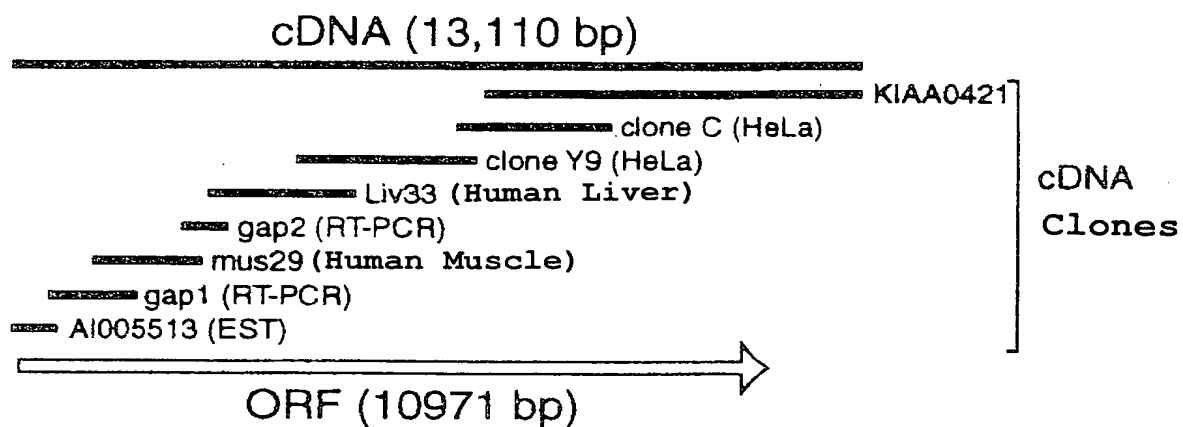 cDNA (13,110 bp)
KIAA0421
clone C (HeLa)
clone Y9 (HeLa)
Liv33 (Human Liver)
gap2 (RT-PCR)
mus29 (Human Muscle)
gap1 (RT-PCR)
AI005513 (EST)
cDNA
Clones
ORF (10971 bp)